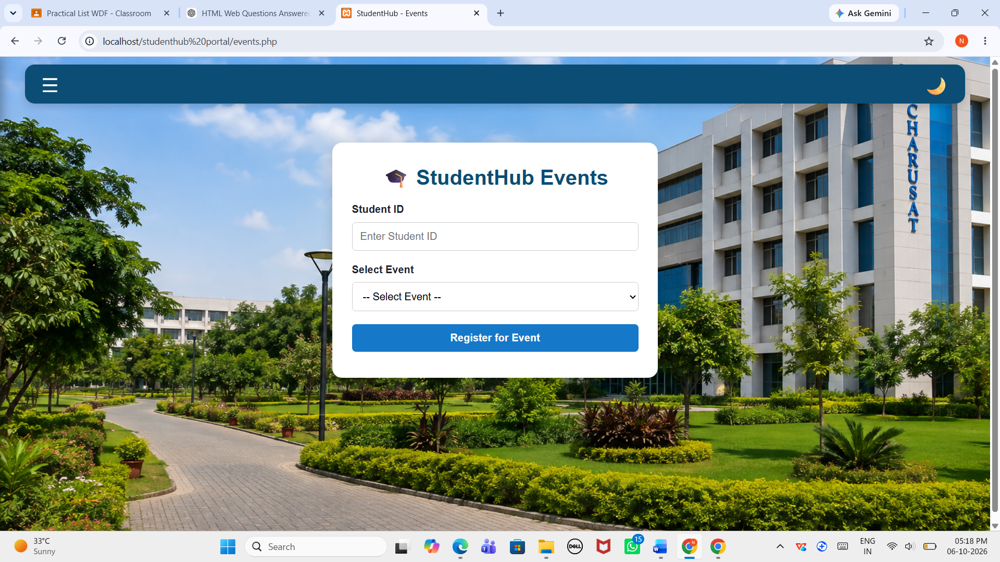 Practical List WDF - Classroom
HTML Web Questions Answered
StudentHub - Events
Ask Gemini
localhost/studenthub%20portal/events.php
N
CHARUSAT
StudentHub Events
Student ID
Enter Student ID
Select Event
-- Select Event --
Register for Event
33°C
Sunny
Search
T
DELL
15
W
N
ENG
IN
05:18 PM
06-10-2026